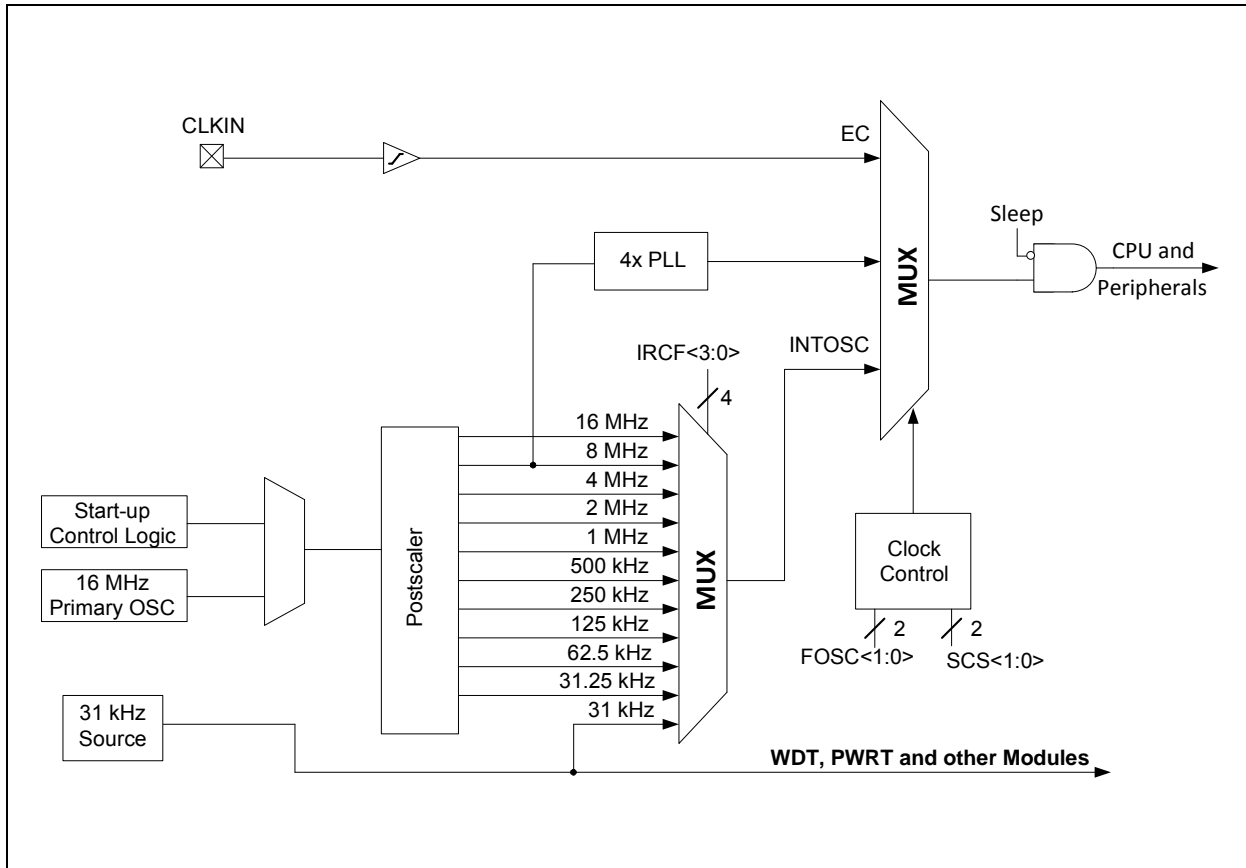 CLKIN
EC
Sleep
4x PLL
MUX
CPU and
Peripherals
IRCF<3:0>
INTOSC
4
16 MHz
8 MHz
4 MHz
2 MHz
1 MHz
500 kHz
250 kHz
125 kHz
62.5 kHz
31.25 kHz
31 kHz
MUX
Postscaler
Start-up
Control Logic
16 MHz
Primary OSC
Clock
Control
2
2
FOSC<1:0>
SCS<1:0>
31 kHz
Source
WDT, PWRT and other Modules